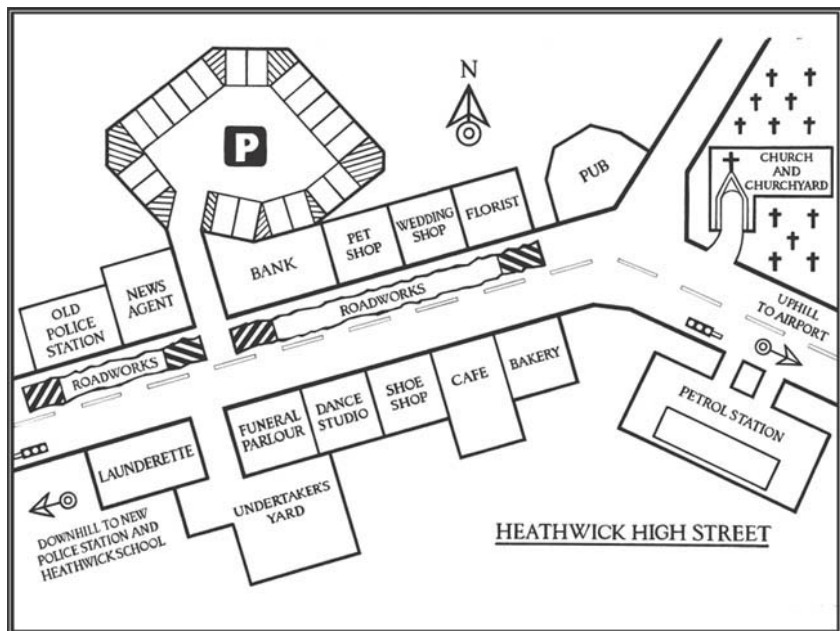 P
N
PUB
CHURCH
AND
CHURCHYARD
BANK
PET
SHOP
WEDDING
SHOP
FLORIST
OLD
POLICE
STATION
NEWS
AGENT
ROADWORKS
ROADWORKS
UPHILL
TO AIRPORT
LAUNDERETTE
FUNERAL
PARLOUR
DANCE
STUDIO
SHOE
SHOP
CAFE
BAKERY
PETROL STATION
UNDERTAKER'S
YARD
DOWNHILL TO NEW
POLICE STATION AND
HEATHWICK SCHOOL
HEATHWICK HIGH STREET